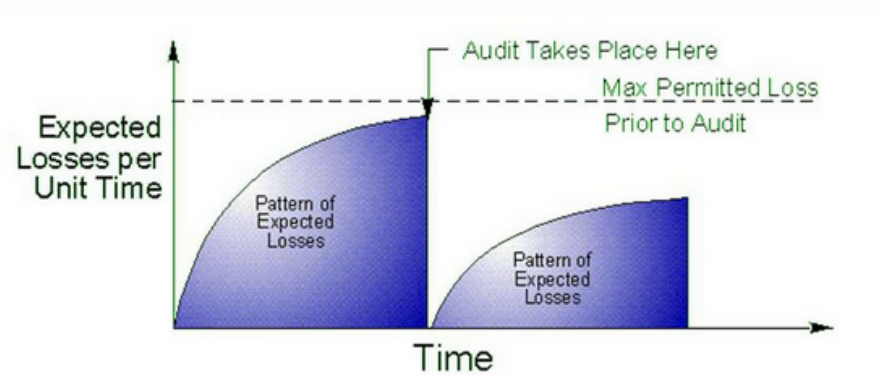 Audit Takes Place Here
Max Permitted Loss
Prior to Audit
Expected
Losses per
Unit Time
Pattern of
Expected
Losses
Pattern of
Expected
Losses
Time